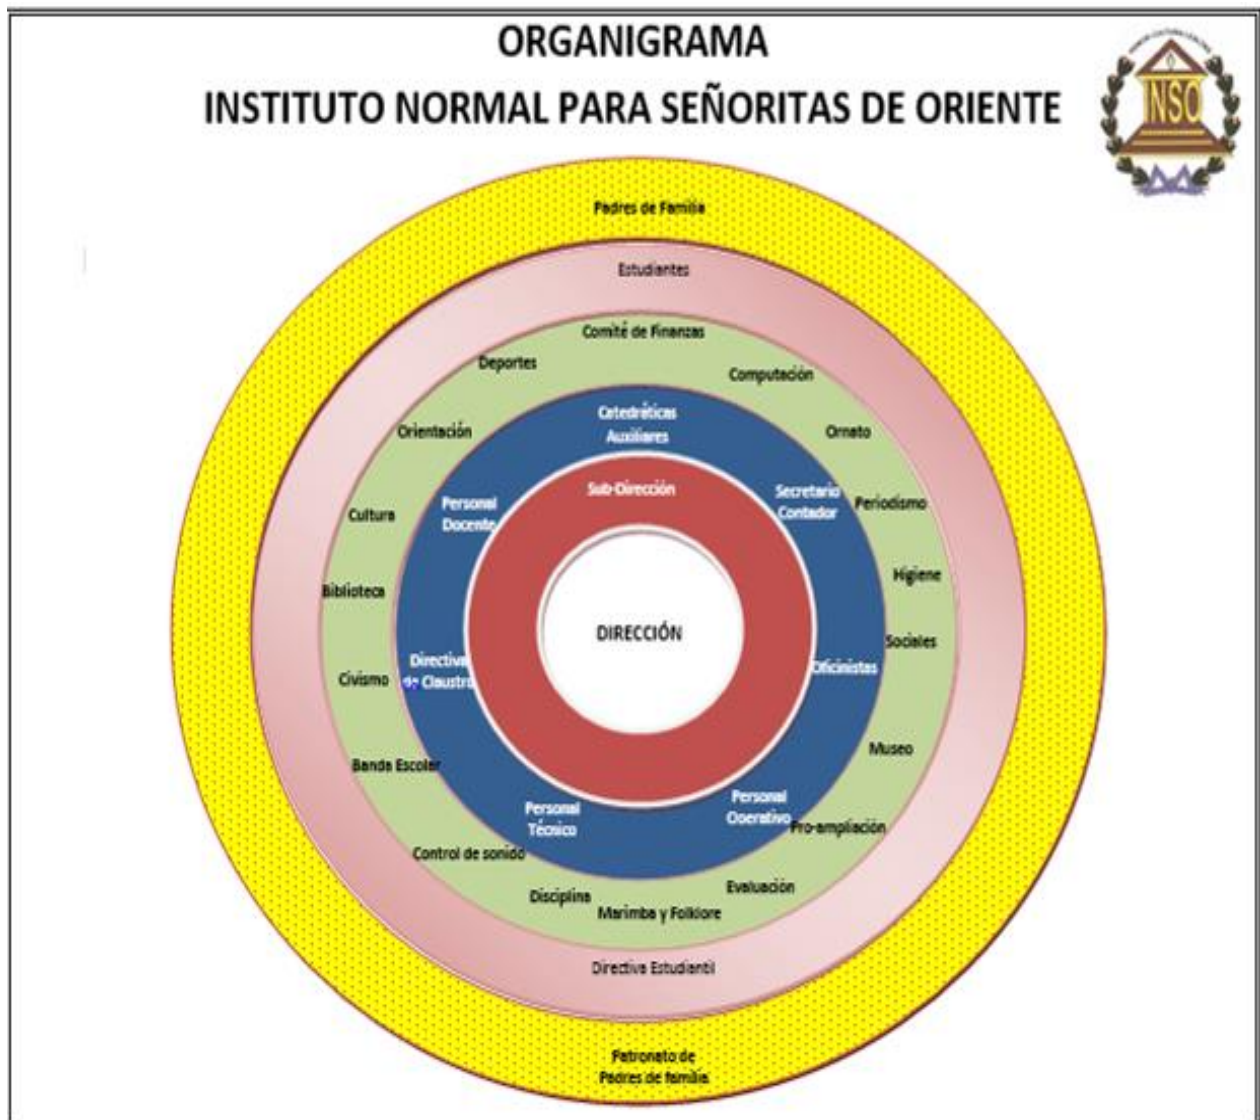 ORGANIGRAMA
INSTITUTO NORMAL PARA SEÑORITAS DE ORIENTE
INSO
Padres de Familia
Estudiantes
Comité de Finanzas
Deportes
Computación
Catedráticas
Auxiliares
Orientación
Ornato
Sub-Dirección
Secretario
Contador
Personal
Docente
Periodismo
Cultura
Higiene
Biblioteca
DIRECCIÓN
Sociales
Directiva
de Claustro
Oficinistas
Civismo
Museo
Banda Escolar
Personal
Operativo
Personal
Técnico
Pro-ampliación
Control de sonido
Evaluación
Disciplina
Marimba y Folklore
Directiva Estudiantil
Patronato de
Padres de familia